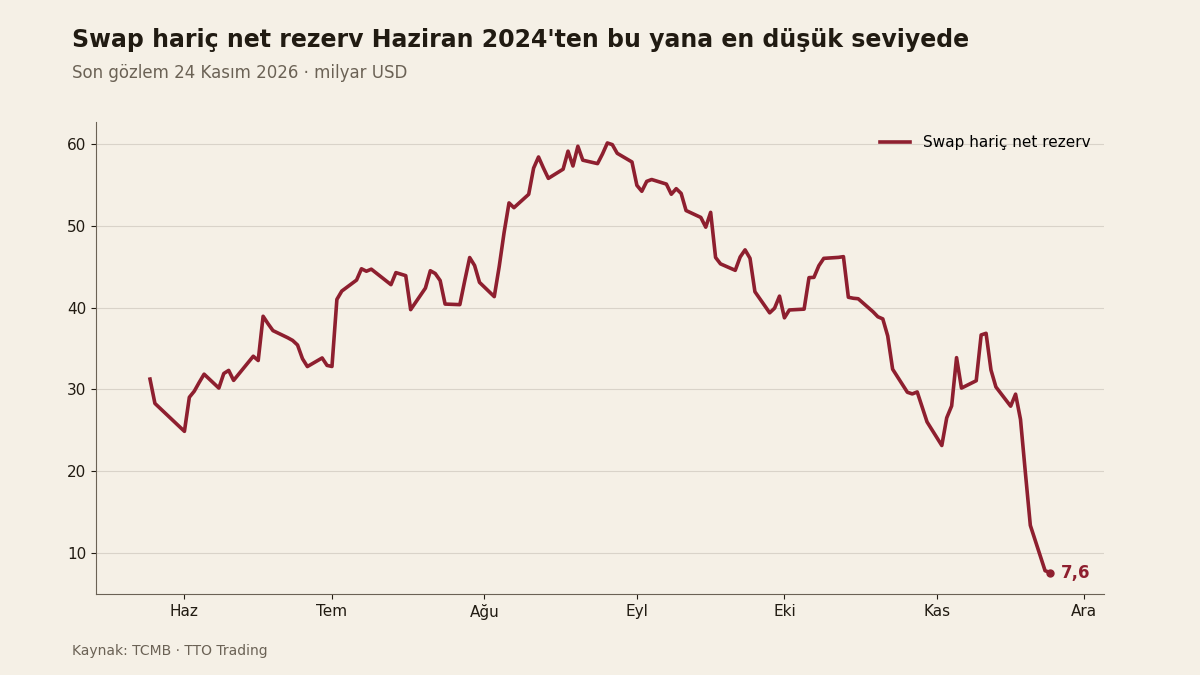 Swap hariç net rezerv Haziran 2024'ten bu yana en düşük seviyede
Son gözlem 24 Kasım 2026 · milyar USD
Swap hariç net rezerv
60
50
40
30
20
10
7,6
Haz Tem Ağu Eyl Eki Kas Ara
Kaynak: TCMB · TTO Trading